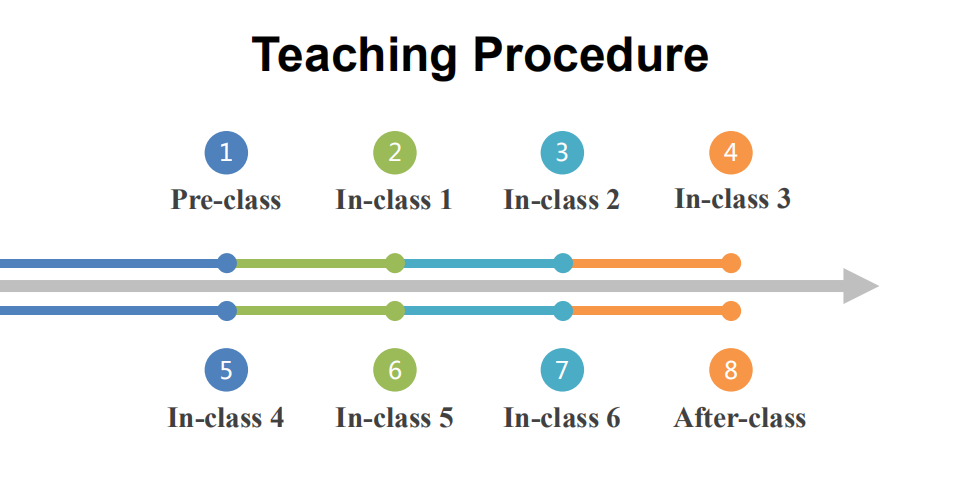 Teaching Procedure
1 2 3 4
Pre-class In-class 1 In-class 2 In-class 3
5 6 7 8
In-class 4 In-class 5 In-class 6 After-class